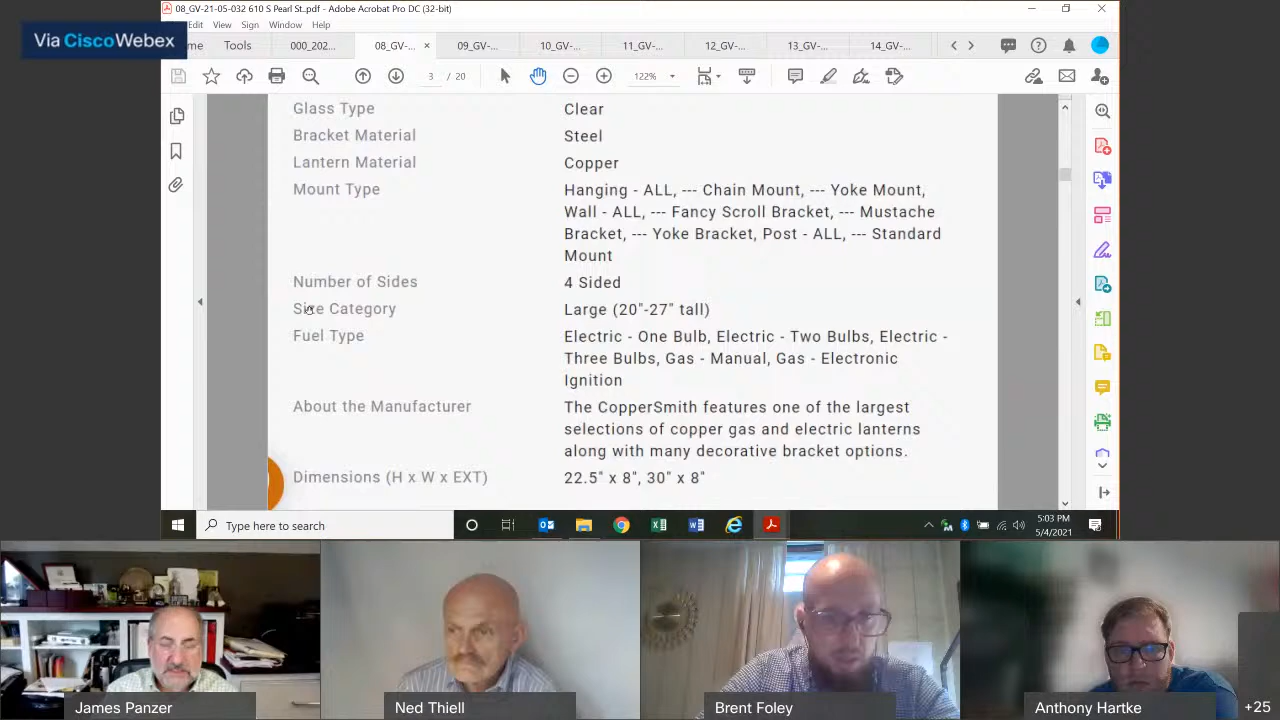 08_GV-21-05-032 610 S Pearl St..pdf - Adobe Acrobat Pro DC (32-bit)
Edit View Sign Window Help
Via Cisco Webex
me Tools 000_202... 08_GV-... × 09_GV-... 10_GV-... 11_GV-... 12_GV-... 13_GV-... 14_GV-...
3 / 20 122%
Glass Type Clear
Bracket Material Steel
Lantern Material Copper
Mount Type Hanging - ALL, --- Chain Mount, --- Yoke Mount,
Wall - ALL, --- Fancy Scroll Bracket, --- Mustache
Bracket, --- Yoke Bracket, Post - ALL, --- Standard
Mount
Number of Sides 4 Sided
Size Category Large (20"-27" tall)
Fuel Type Electric - One Bulb, Electric - Two Bulbs, Electric -
Three Bulbs, Gas - Manual, Gas - Electronic
Ignition
About the Manufacturer The CopperSmith features one of the largest
selections of copper gas and electric lanterns
along with many decorative bracket options.
Dimensions (H x W x EXT) 22.5" x 8", 30" x 8"
Type here to search 5:03 PM
5/4/2021
James Panzer Ned Thiell Brent Foley Anthony Hartke +25